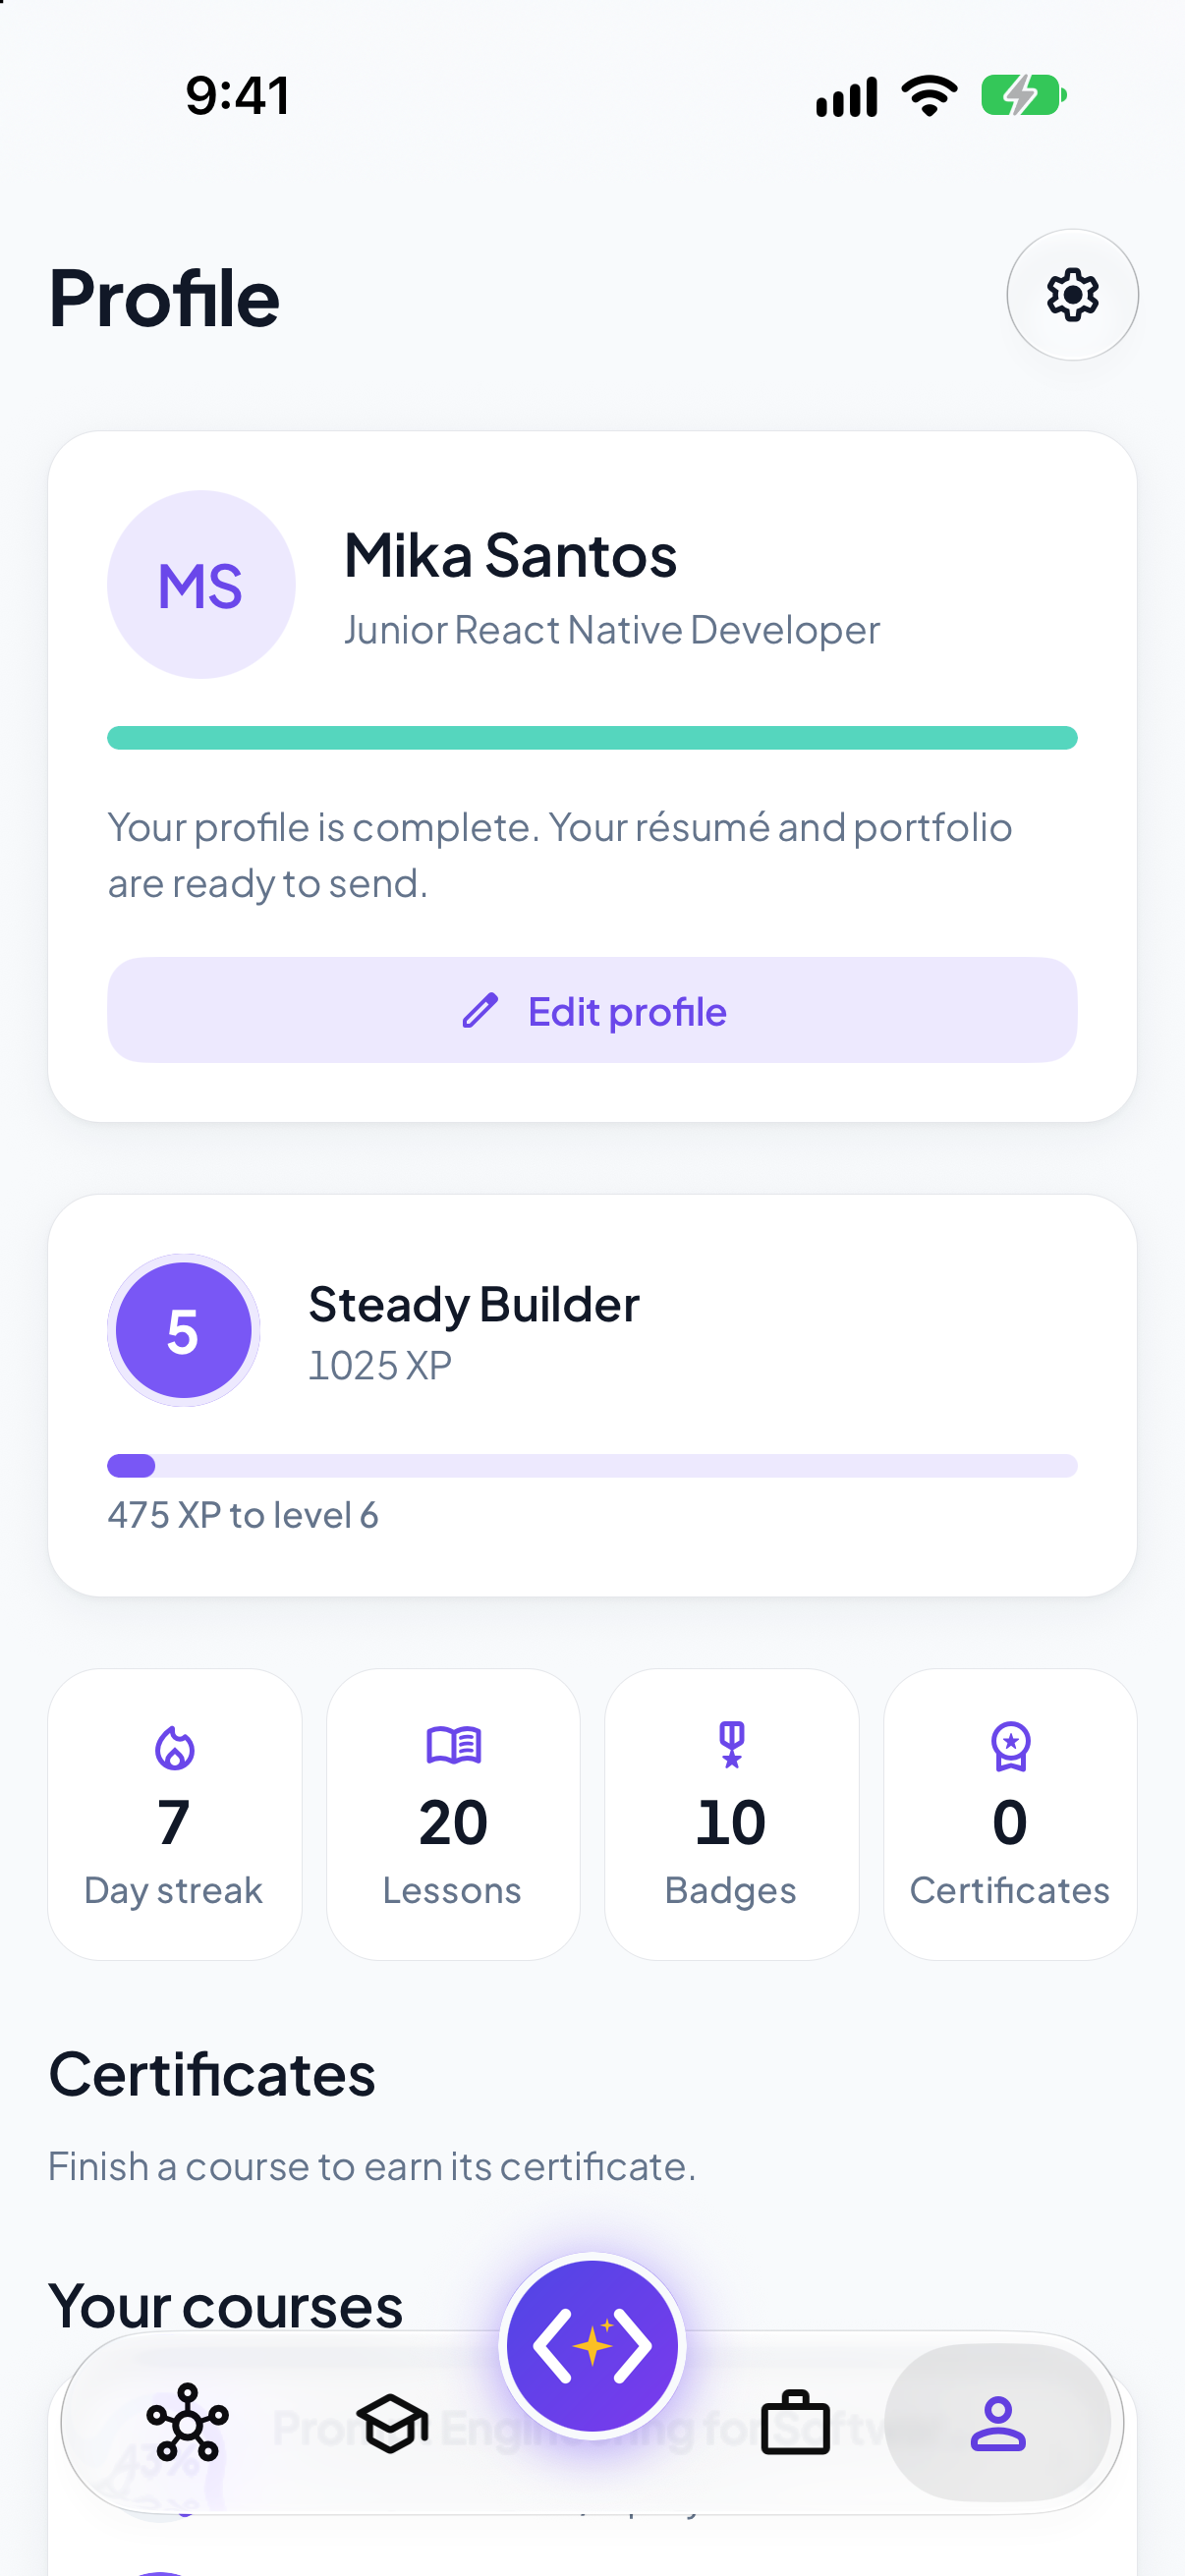 9:41
Profile
MS
Mika Santos
Junior React Native Developer
Your profile is complete. Your résumé and portfolio
are ready to send.
Edit profile
5
Steady Builder
1025 XP
475 XP to level 6
7
Day streak
20
Lessons
10
Badges
0
Certificates
Certificates
Finish a course to earn its certificate.
Your courses
43%